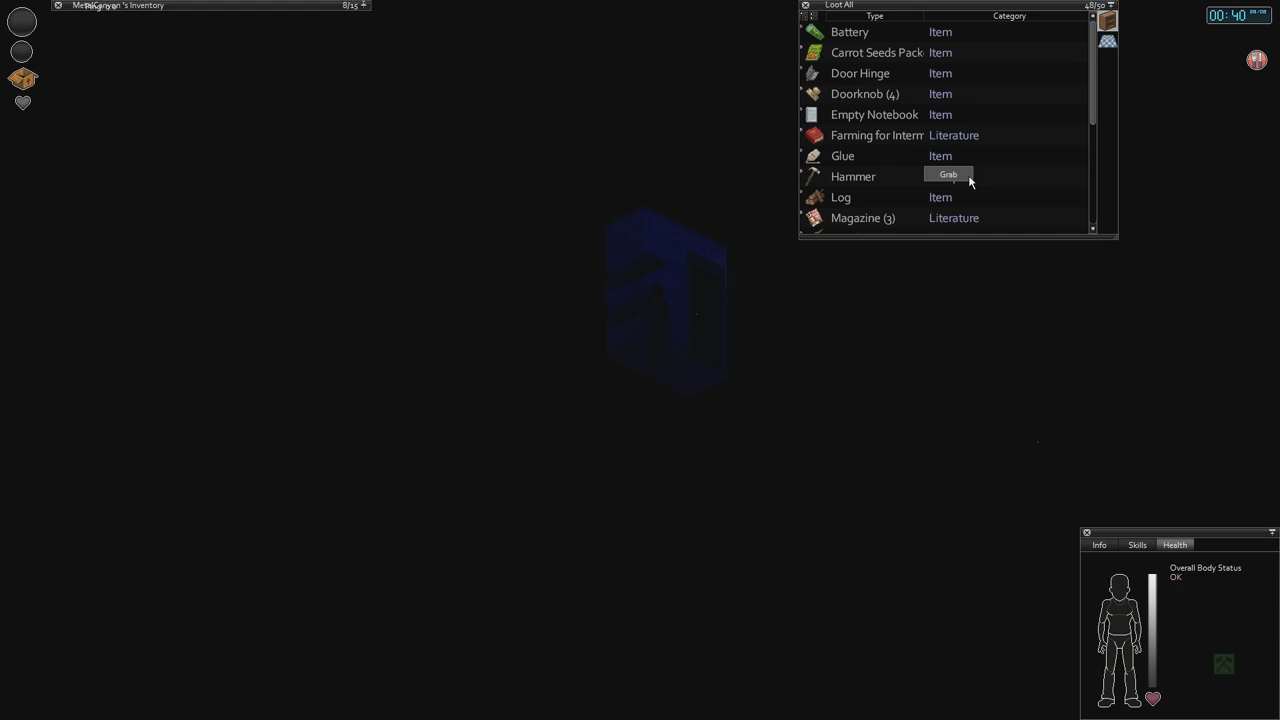 's Inventory
8/15
Loot All
48/50
Type Category
Battery Item
Carrot Seeds Pack Item
Door Hinge Item
Doorknob (4) Item
Empty Notebook Item
Farming for Interm Literature
Glue Item
Hammer Grab
Log Item
Magazine (3) Literature
00:40
Info Skills Health
Overall Body Status
OK